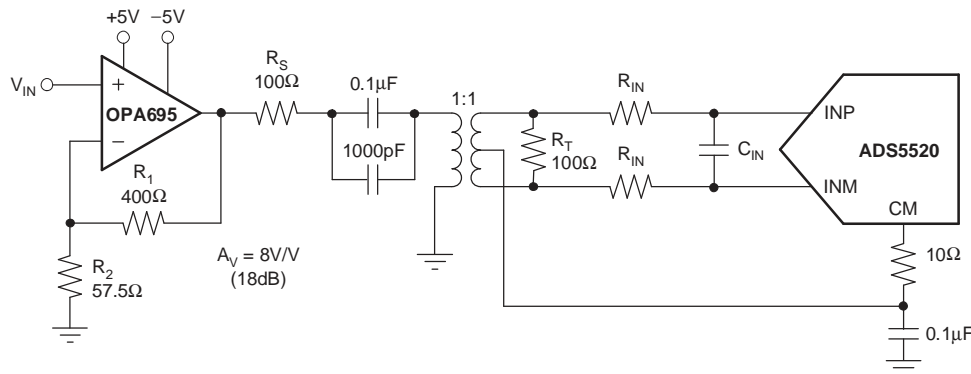 +5V
−5V
V_IN
+
OPA695
−
R_S
100Ω
0.1μF
1000pF
1:1
R_1
400Ω
R_2
57.5Ω
A_V = 8V/V
(18dB)
R_T
100Ω
R_IN
R_IN
C_IN
INP
INM
ADS5520
CM
10Ω
0.1μF